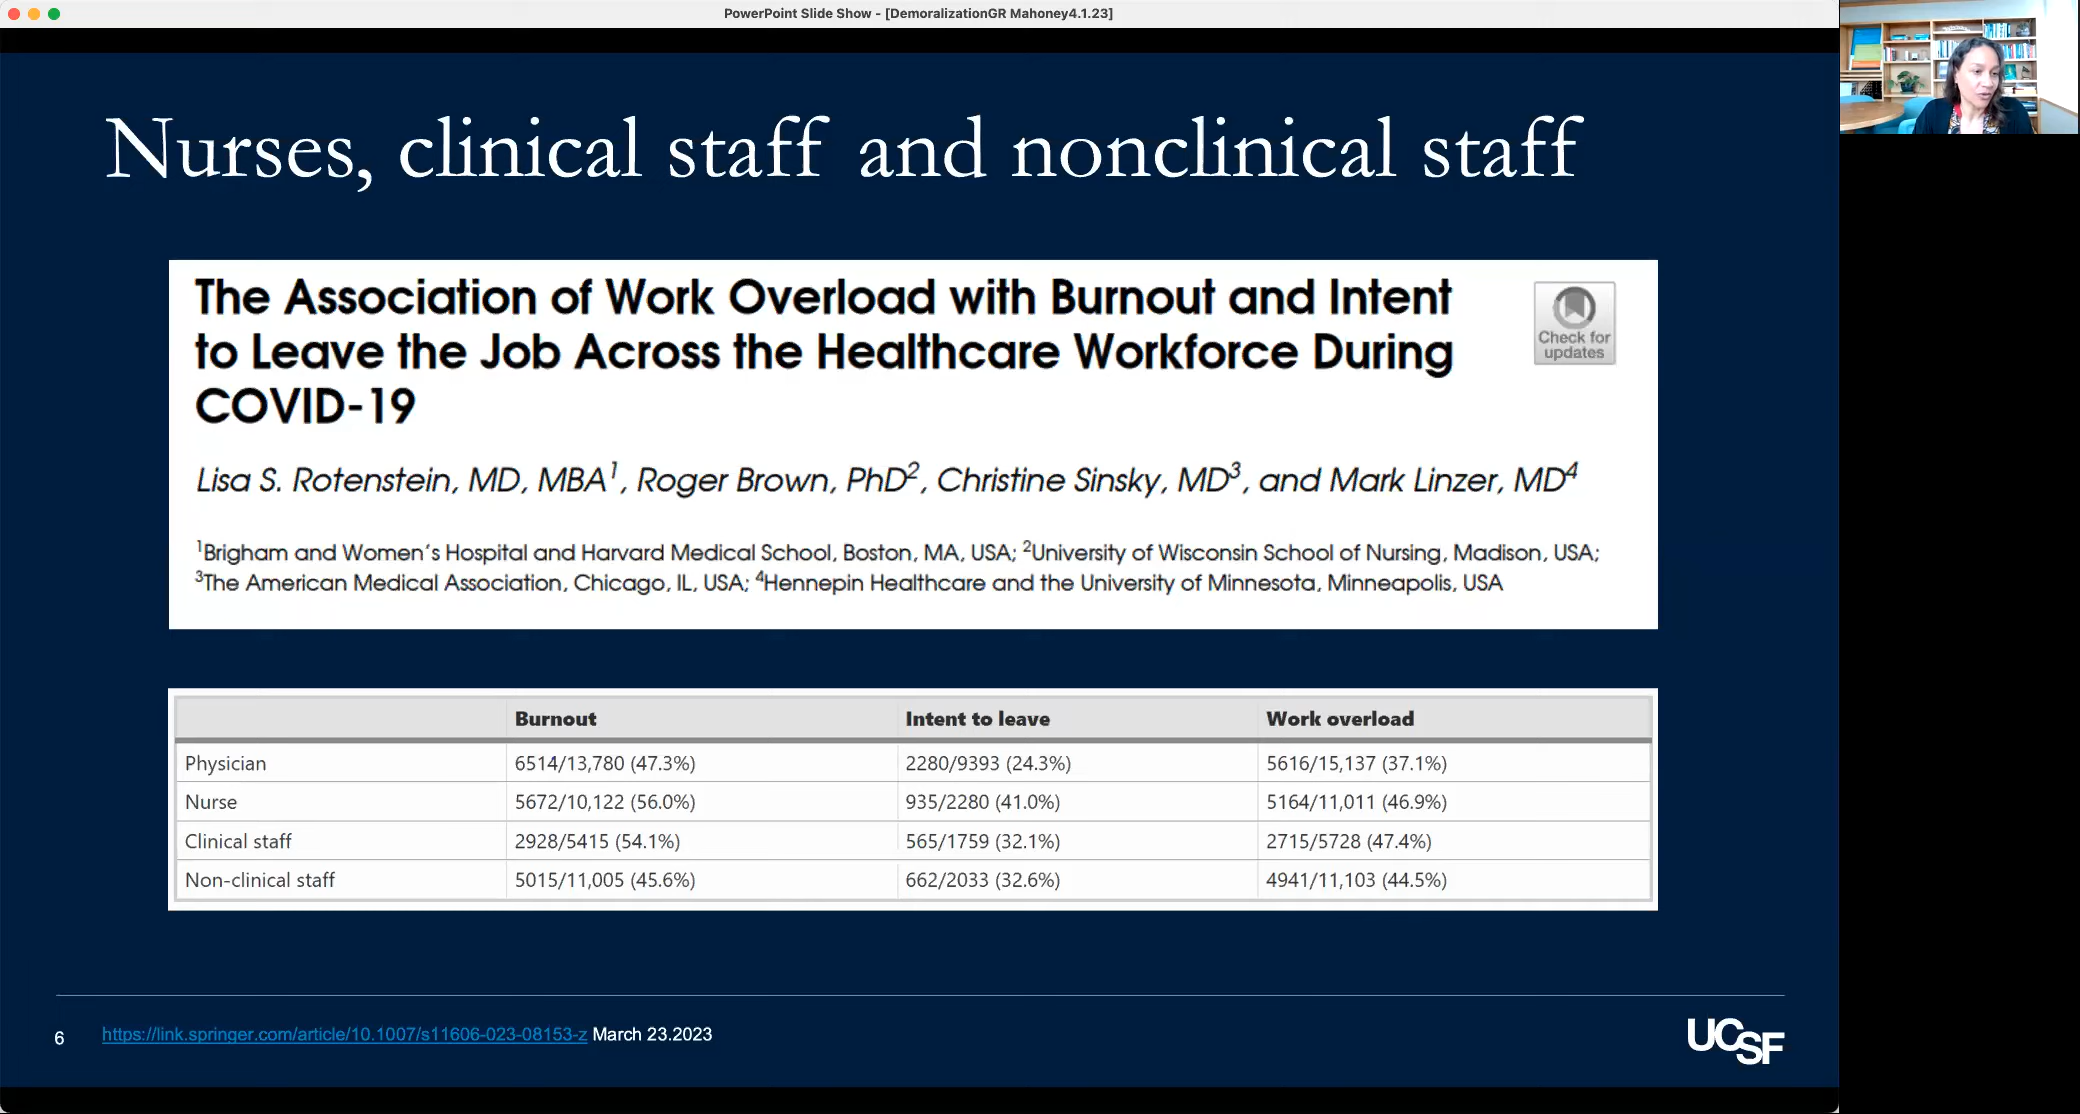 PowerPoint Slide Show - [DemoralizationGR Mahoney4.1.23]
Nurses, clinical staff and nonclinical staff
The Association of Work Overload with Burnout and Intent
to Leave the Job Across the Healthcare Workforce During
COVID-19
Check for
updates
Lisa S. Rotenstein, MD, MBA1, Roger Brown, PhD2, Christine Sinsky, MD3, and Mark Linzer, MD4
1Brigham and Women's Hospital and Harvard Medical School, Boston, MA, USA; 2University of Wisconsin School of Nursing, Madison, USA;
3The American Medical Association, Chicago, IL, USA; 4Hennepin Healthcare and the University of Minnesota, Minneapolis, USA
Burnout Intent to leave Work overload
Physician 6514/13,780 (47.3%) 2280/9393 (24.3%) 5616/15,137 (37.1%)
Nurse 5672/10,122 (56.0%) 935/2280 (41.0%) 5164/11,011 (46.9%)
Clinical staff 2928/5415 (54.1%) 565/1759 (32.1%) 2715/5728 (47.4%)
Non-clinical staff 5015/11,005 (45.6%) 662/2033 (32.6%) 4941/11,103 (44.5%)
6 https://link.springer.com/article/10.1007/s11606-023-08153-z March 23.2023
UCSF